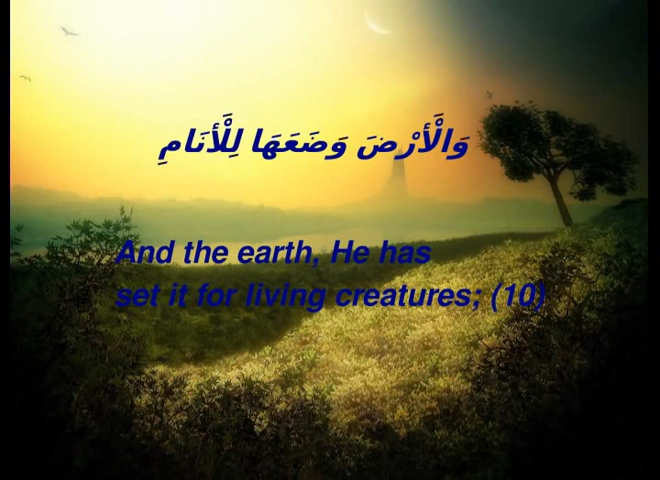 وَالْأَرْضَ وَضَعَهَا لِلْأَنَامِ
And the earth, He has
set it for living creatures; (10)